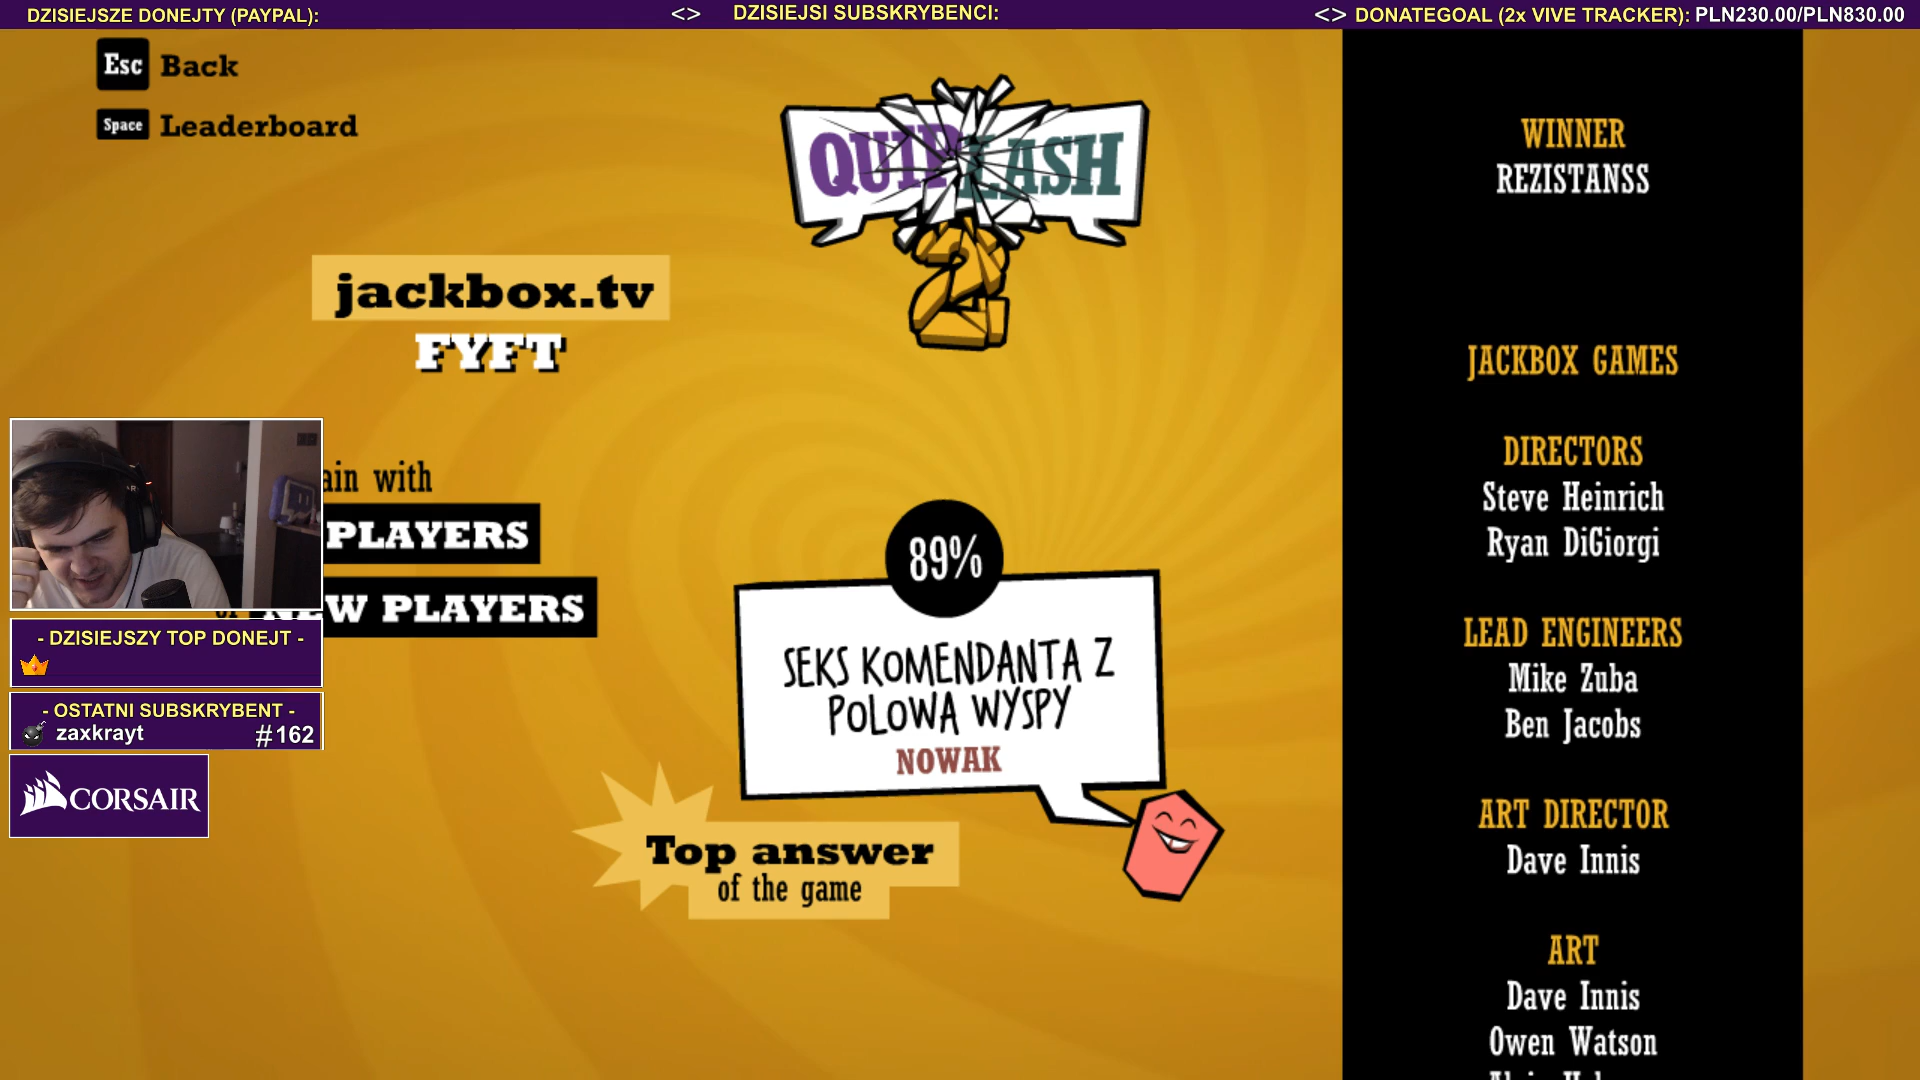 DZISIEJSZE DONEJTY (PAYPAL):
<> DZISIEJSI SUBSKRYBENCI:
<> DONATEGOAL (2x VIVE TRACKER): PLN230.00/PLN830.00
Esc Back
Space Leaderboard
QUIPLASH
2
jackbox.tv
FYFT
ain with
PLAYERS
NEW PLAYERS
- DZISIEJSZY TOP DONEJT -
- OSTATNI SUBSKRYBENT -
zaxkrayt #162
CORSAIR
89%
SEKS KOMENDANTA Z
POLOWA WYSPY
NOWAK
Top answer
of the game
WINNER
REZISTANSS
JACKBOX GAMES
DIRECTORS
Steve Heinrich
Ryan DiGiorgi
LEAD ENGINEERS
Mike Zuba
Ben Jacobs
ART DIRECTOR
Dave Innis
ART
Dave Innis
Owen Watson